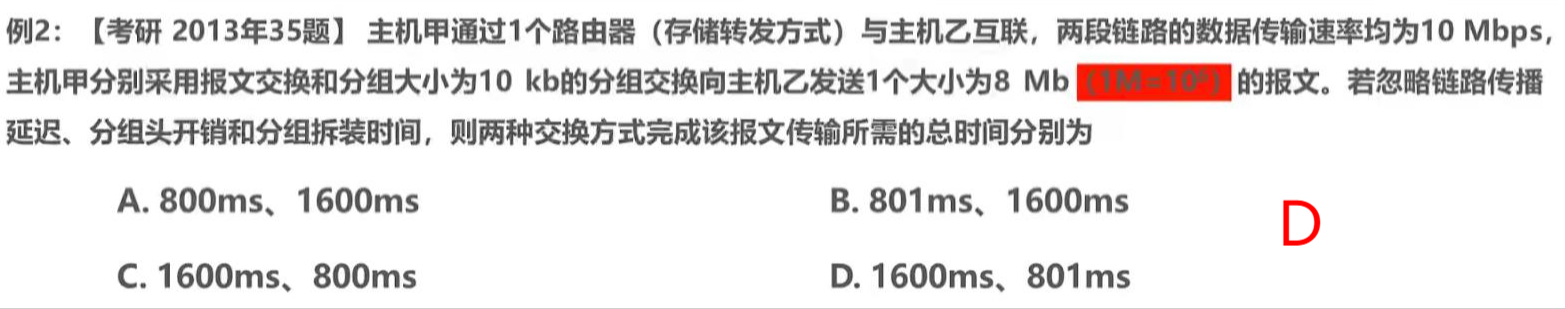 例2：【考研 2013年35题】 主机甲通过1个路由器（存储转发方式）与主机乙互联，两段链路的数据传输速率均为10 Mbps，
主机甲分别采用报文交换和分组大小为10 kb的分组交换向主机乙发送1个大小为8 Mb（1M=10⁶）的报文。若忽略链路传播
延迟、分组头开销和分组拆装时间，则两种交换方式完成该报文传输所需的总时间分别为
A. 800ms、1600ms
B. 801ms、1600ms
D
C. 1600ms、800ms
D. 1600ms、801ms